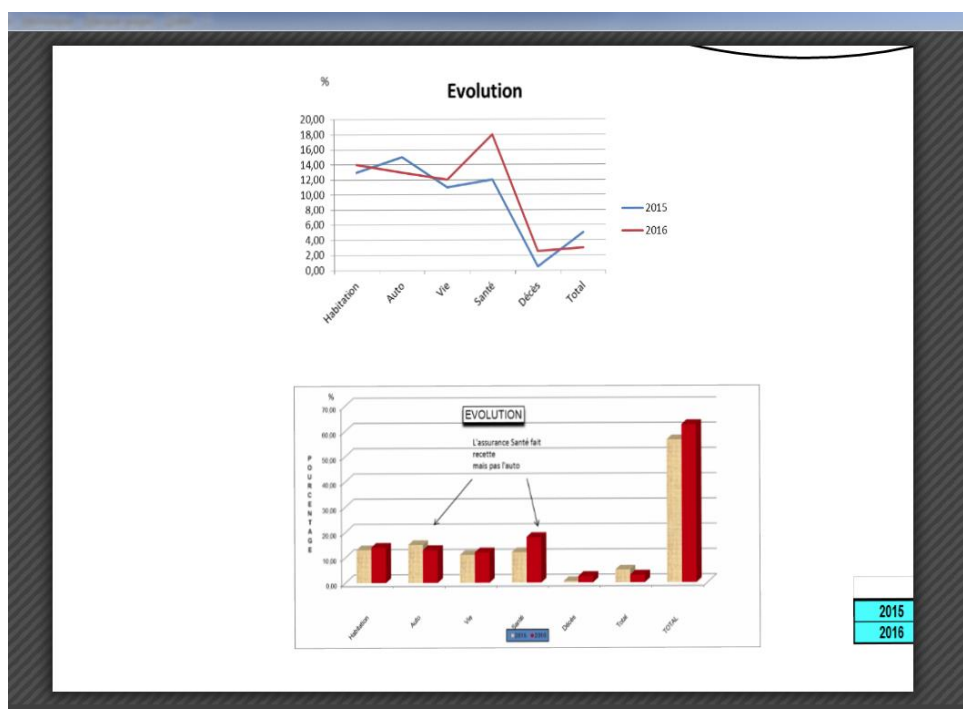 %
Evolution
20,00
18,00
16,00
14,00
12,00
10,00
8,00
6,00
4,00
2,00
0,00
Habitation
Auto
Vie
Santé
Décès
Total
2015
2016
%
EVOLUTION
L'assurance Santé fait
recette
mais pas l'auto
POURCENTAGE
70,00
60,00
50,00
40,00
30,00
20,00
10,00
0,00
Habitation
Auto
Vie
Santé
Décès
Total
TOTAL
2015
2016